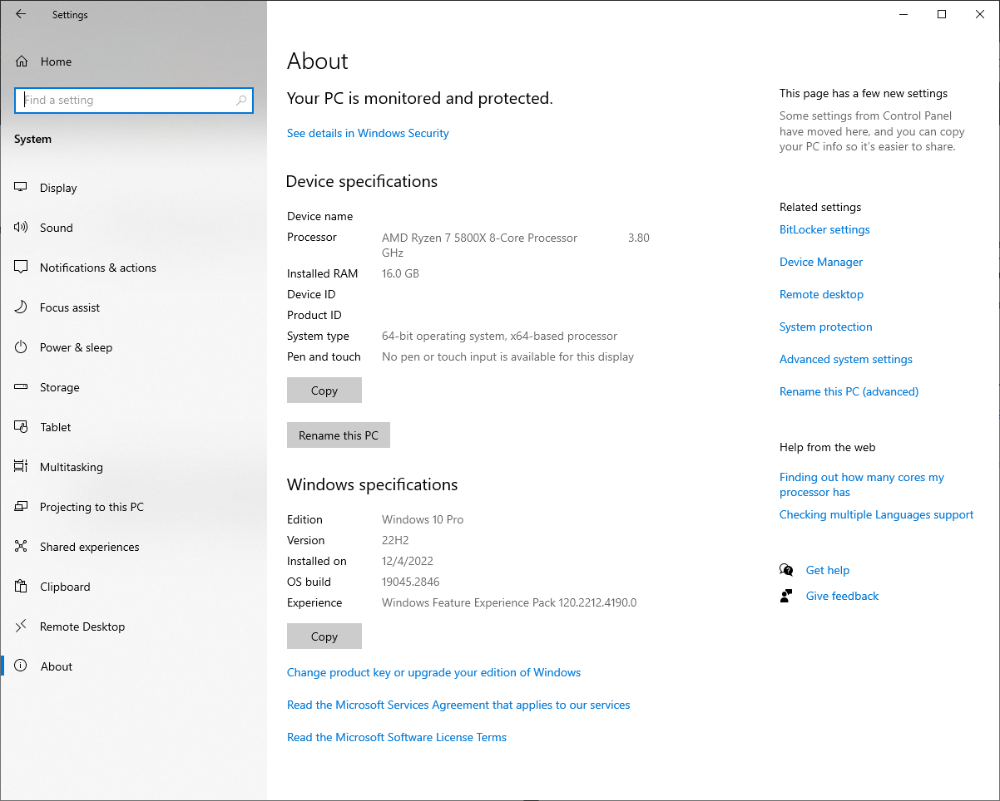 Settings
Home
Find a setting
System
Display
Sound
Notifications & actions
Focus assist
Power & sleep
Storage
Tablet
Multitasking
Projecting to this PC
Shared experiences
Clipboard
Remote Desktop
About
About
Your PC is monitored and protected.
See details in Windows Security
Device specifications
Device name
Processor AMD Ryzen 7 5800X 8-Core Processor 3.80
GHz
Installed RAM 16.0 GB
Device ID
Product ID
System type 64-bit operating system, x64-based processor
Pen and touch No pen or touch input is available for this display
Copy
Rename this PC
Windows specifications
Edition Windows 10 Pro
Version 22H2
Installed on 12/4/2022
OS build 19045.2846
Experience Windows Feature Experience Pack 120.2212.4190.0
Copy
Change product key or upgrade your edition of Windows
Read the Microsoft Services Agreement that applies to our services
Read the Microsoft Software License Terms
This page has a few new settings
Some settings from Control Panel
have moved here, and you can copy
your PC info so it’s easier to share.
Related settings
BitLocker settings
Device Manager
Remote desktop
System protection
Advanced system settings
Rename this PC (advanced)
Help from the web
Finding out how many cores my
processor has
Checking multiple Languages support
Get help
Give feedback